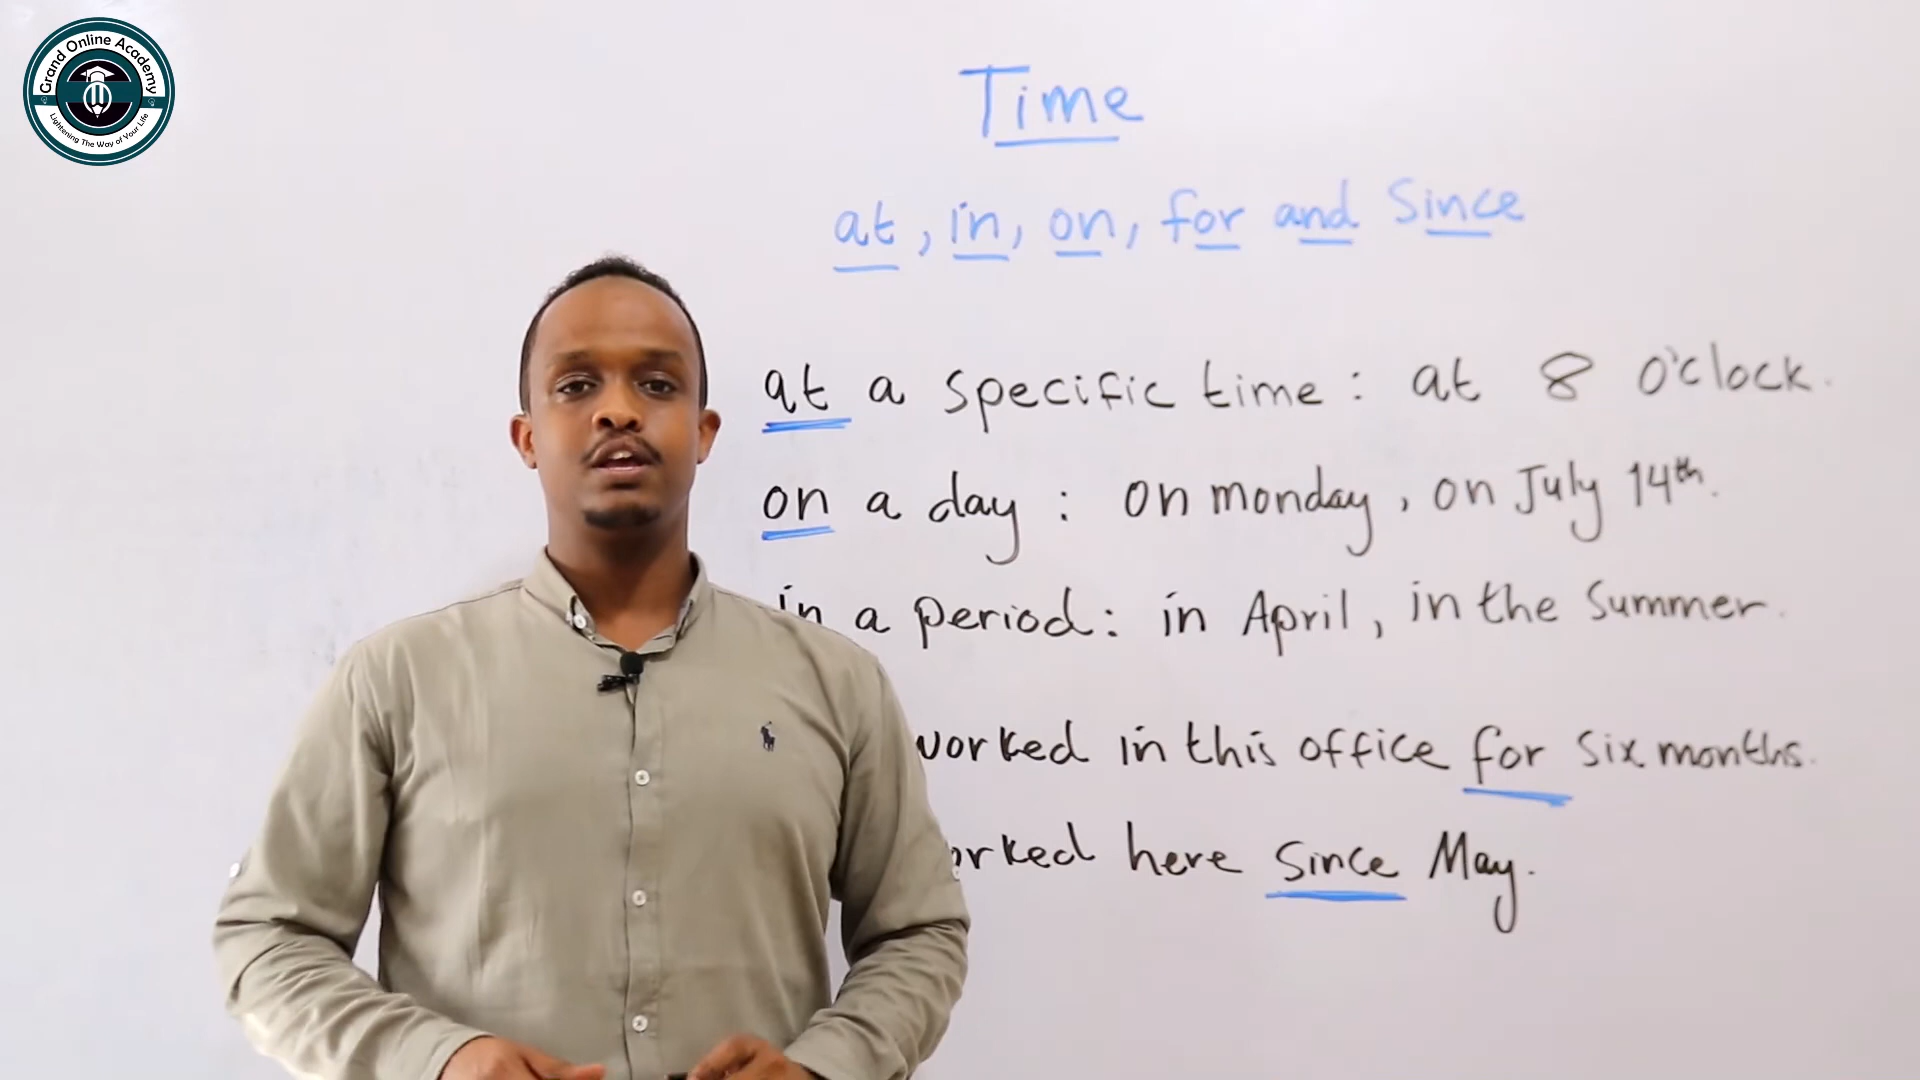 Grand Online Academy
Lightening The Way of Your Life
Time
at, in, on, for and Since
at a specific time: at 8 O'clock.
on a day: on monday, on July 14th.
in a period: in April, in the Summer.
worked in this office for Six months.
here Since May.